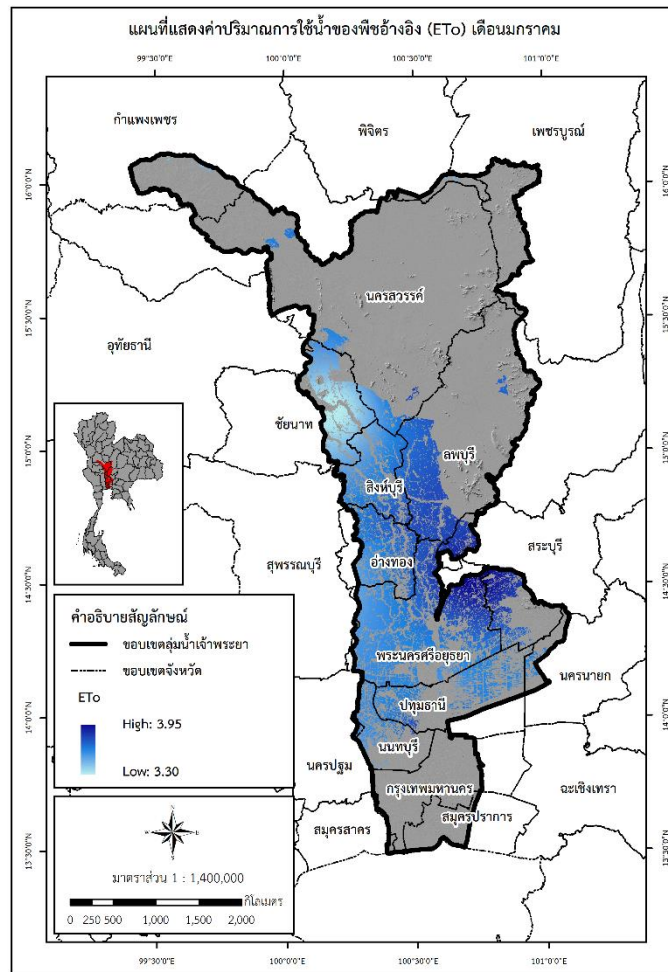 แผนที่แสดงค่าปริมาณการใช้น้ำของพืชอ้างอิง (ETo) เดือนมกราคม
99°30'0"E 100°0'0"E 100°30'0"E 101°0'0"E
กำแพงเพชร
พิจิตร
เพชรบูรณ์
16°0'0"N 16°0'0"N
นครสวรรค์
15°30'0"N 15°30'0"N
อุทัยธานี
ชัยนาท
ลพบุรี
15°0'0"N 15°0'0"N
สิงห์บุรี
สุพรรณบุรี
อ่างทอง
สระบุรี
14°30'0"N 14°30'0"N
คำอธิบายสัญลักษณ์
ขอบเขตลุ่มน้ำเจ้าพระยา
ขอบเขตจังหวัด
พระนครศรีอยุธยา
นครนายก
ETo
High: 3.95
Low: 3.30
ปทุมธานี
14°0'0"N 14°0'0"N
นนทบุรี
นครปฐม
กรุงเทพมหานคร
ฉะเชิงเทรา
สมุทรสาคร
สมุทรปราการ
13°30'0"N 13°30'0"N
N
มาตราส่วน 1 : 1,400,000
กิโลเมตร
0 250 500 1,000 1,500 2,000
99°30'0"E 100°0'0"E 100°30'0"E 101°0'0"E